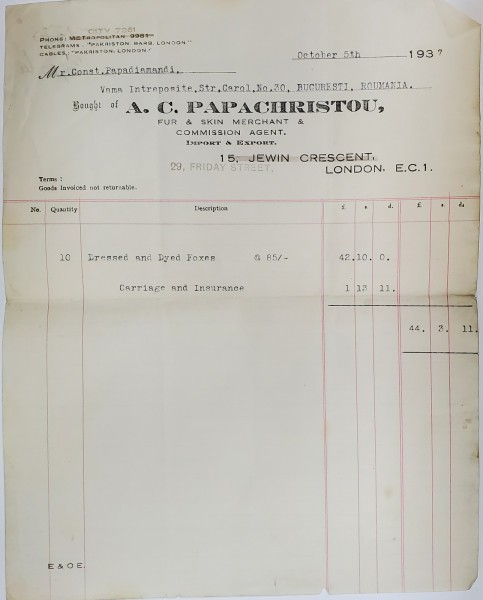 CITY 7081
PHONE: METROPOLITAN 9981
TELEGRAMS: "PAKRISTON, BARB, LONDON."
CABLES: "PAKRISTON, LONDON."
October 5th 1937
Mr. Const. Papadiamandi,
Vama Intreposite, Str. Carol, No. 30, BUCURESTI, ROUMANIA.
Bought of A. C. PAPACHRISTOU,
FUR & SKIN MERCHANT &
COMMISSION AGENT.
IMPORT & EXPORT.
15, JEWIN CRESCENT,
29, FRIDAY STREET, LONDON, E.C.1.
Terms:
Goods Invoiced not returnable.
No. Quantity Description £. s. d. £. s. d.
10 Dressed and Dyed Foxes @ 85/- 42. 10. 0.
Carriage and Insurance 1 13 11.
44. 3. 11.
E & O E.